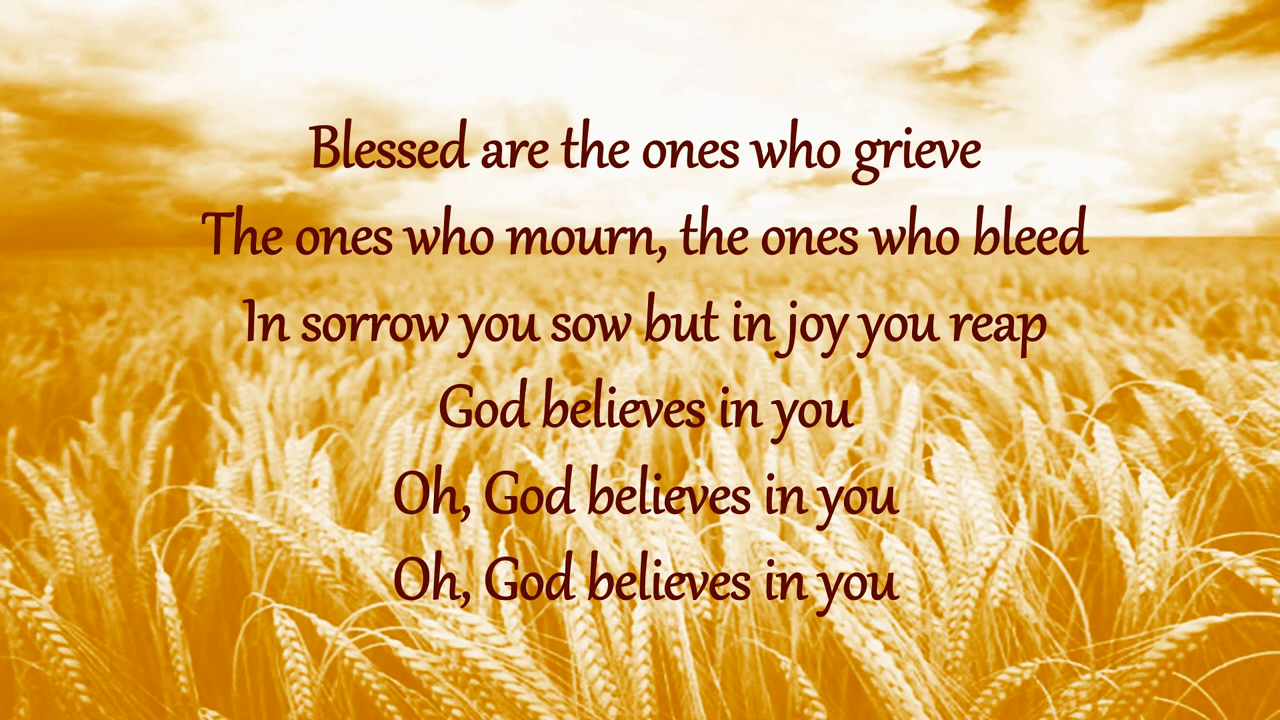 Blessed are the ones who grieve
The ones who mourn, the ones who bleed
In sorrow you sow but in joy you reap
God believes in you
Oh, God believes in you
Oh, God believes in you